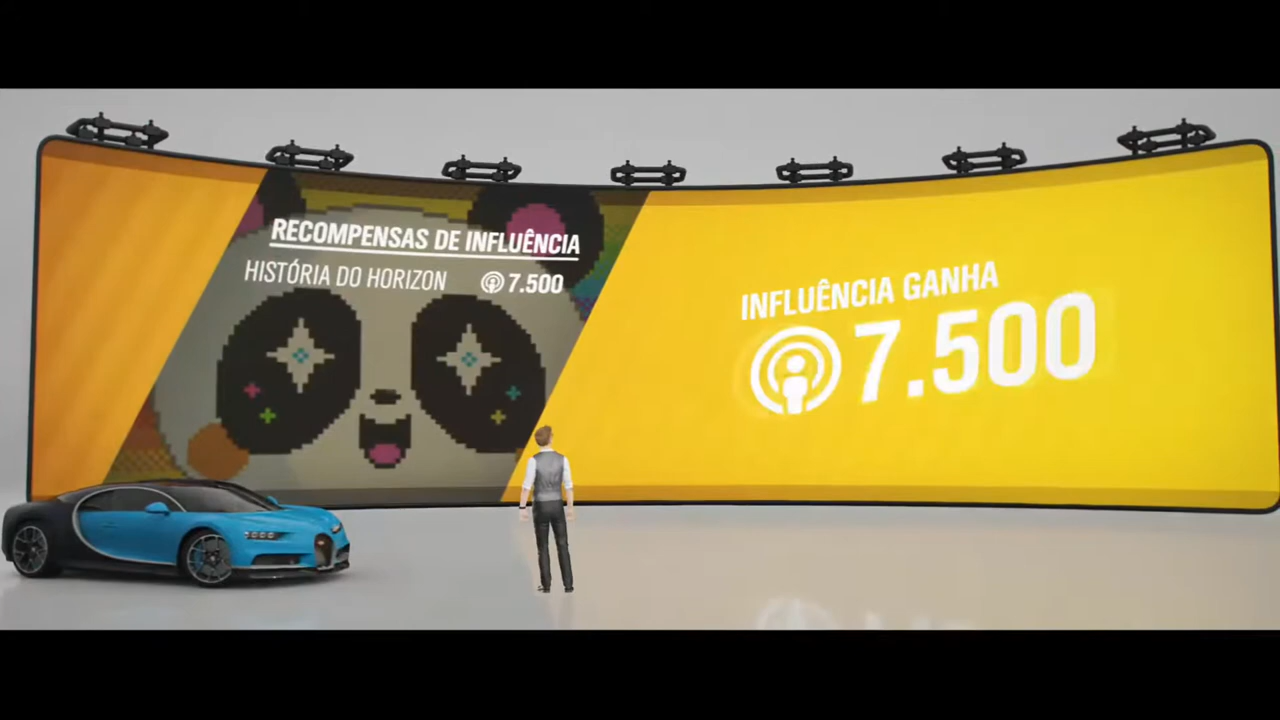 RECOMPENSAS DE INFLUÊNCIA
HISTÓRIA DO HORIZON 7.500
INFLUÊNCIA GANHA
7.500